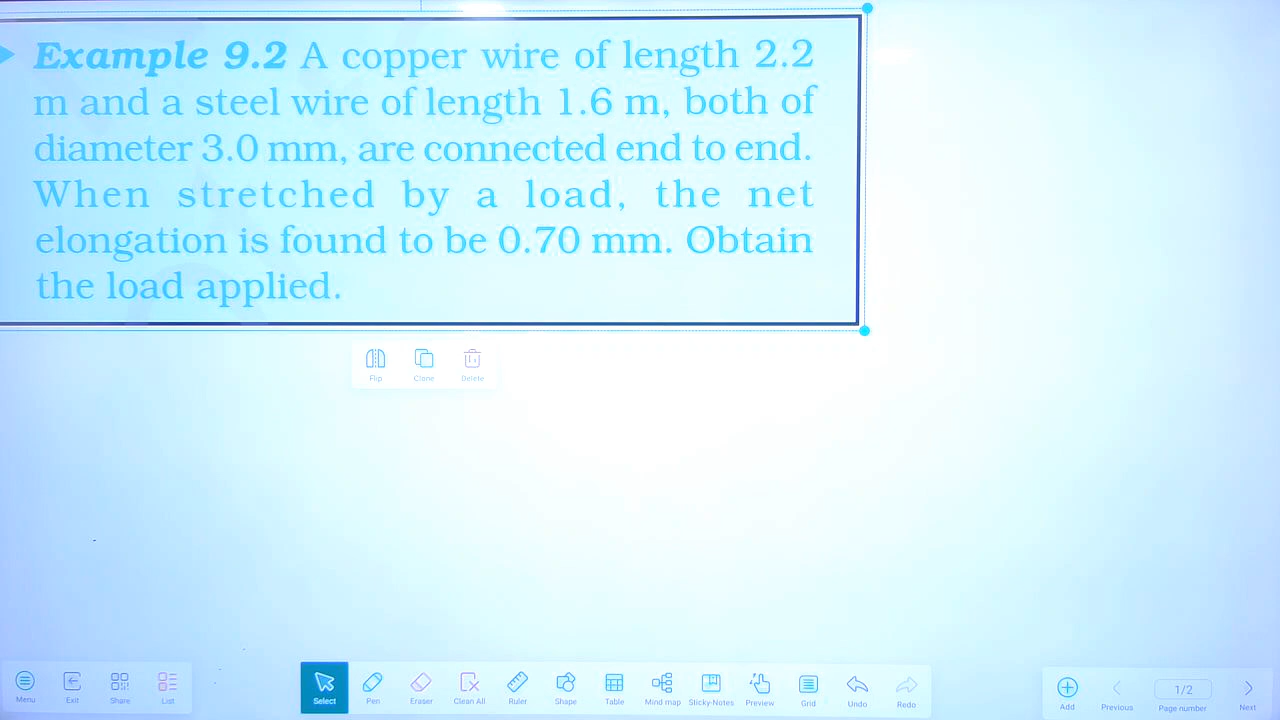 Example 9.2 A copper wire of length 2.2
m and a steel wire of length 1.6 m, both of
diameter 3.0 mm, are connected end to end.
When stretched by a load, the net
elongation is found to be 0.70 mm. Obtain
the load applied.
Flip Clone Delete
Menu Exit Share List Select Pen Eraser Clean All Ruler Shape Table Mind map Sticky-Notes Preview Grid Undo Redo Add Previous 1/2 Page number Next